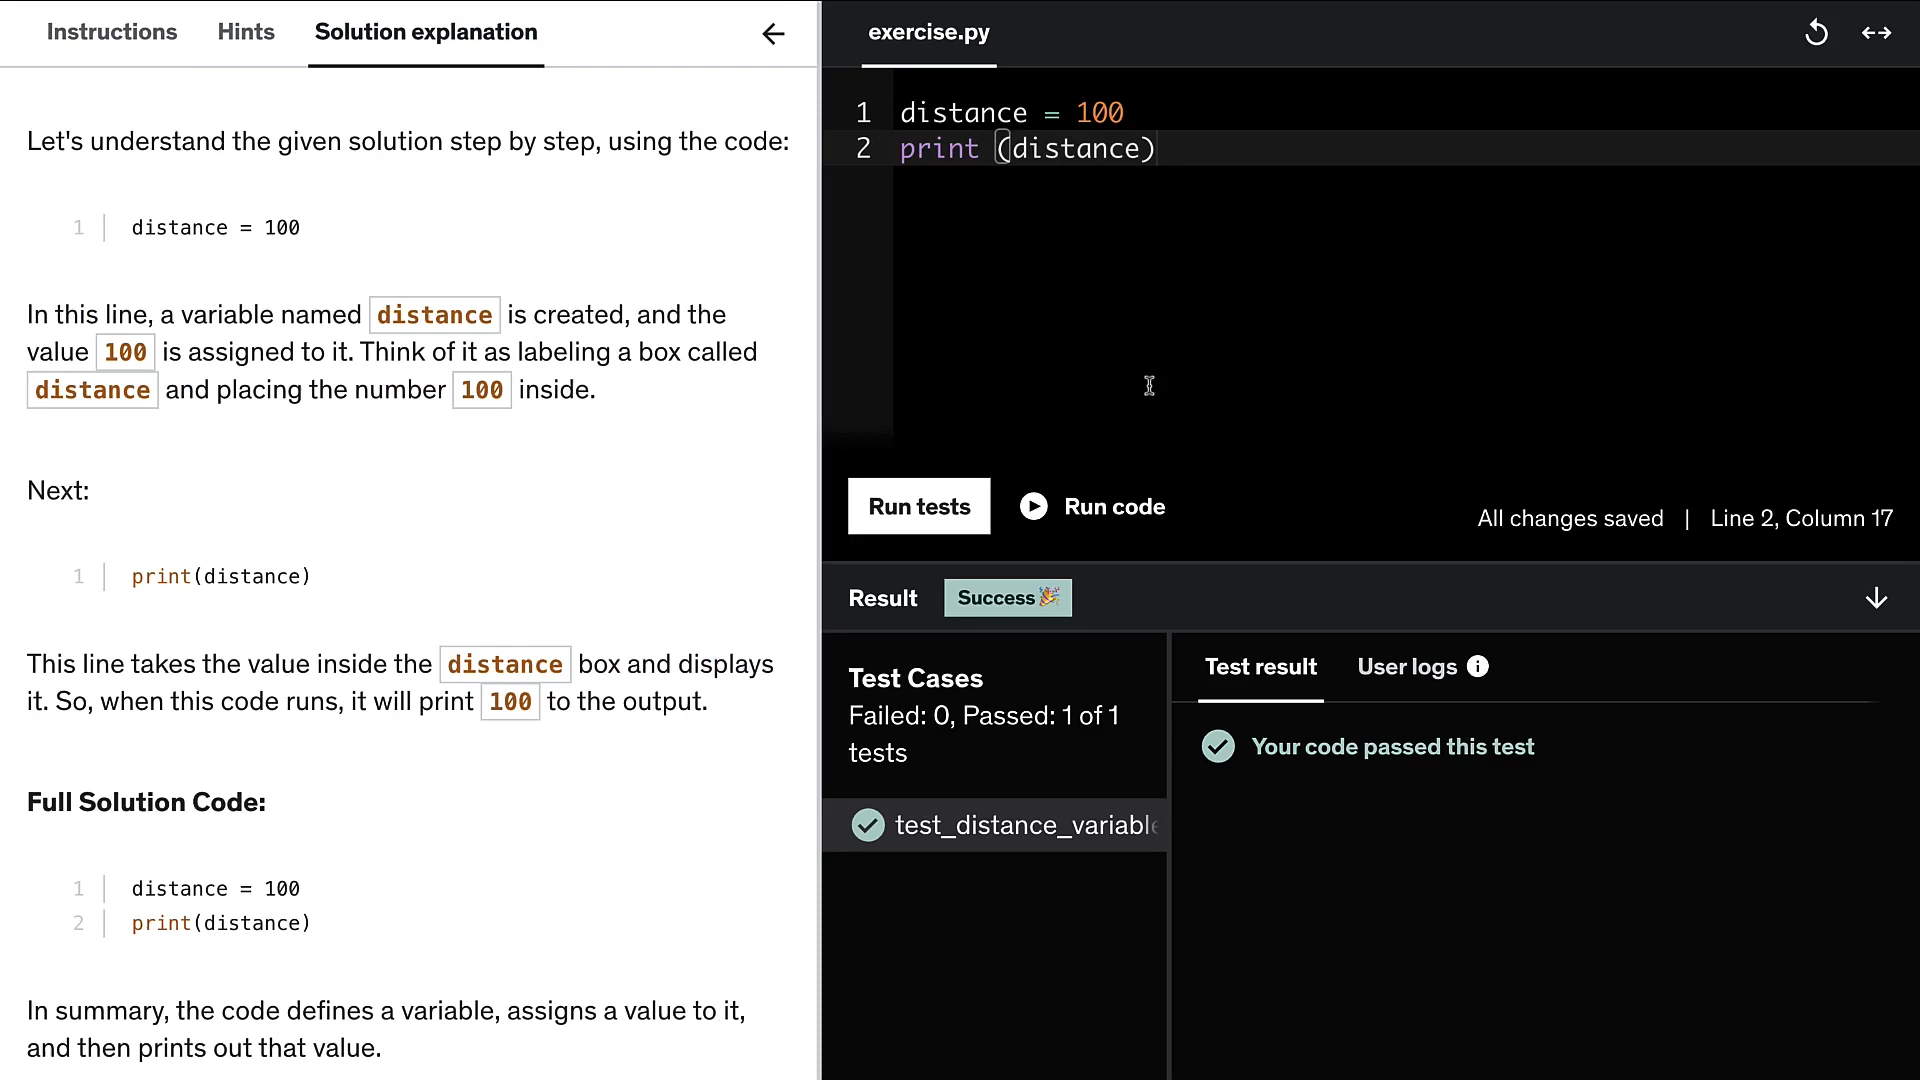 Instructions Hints Solution explanation
Let's understand the given solution step by step, using the code:
1 distance = 100
In this line, a variable named distance is created, and the
value 100 is assigned to it. Think of it as labeling a box called
distance and placing the number 100 inside.
Next:
1 print(distance)
This line takes the value inside the distance box and displays
it. So, when this code runs, it will print 100 to the output.
Full Solution Code:
1 distance = 100
2 print(distance)
In summary, the code defines a variable, assigns a value to it,
and then prints out that value.
exercise.py
1 distance = 100
2 print (distance)
Run tests Run code
All changes saved | Line 2, Column 17
Result Success
Test Cases
Failed: 0, Passed: 1 of 1
tests
test_distance_variable
Test result User logs
Your code passed this test